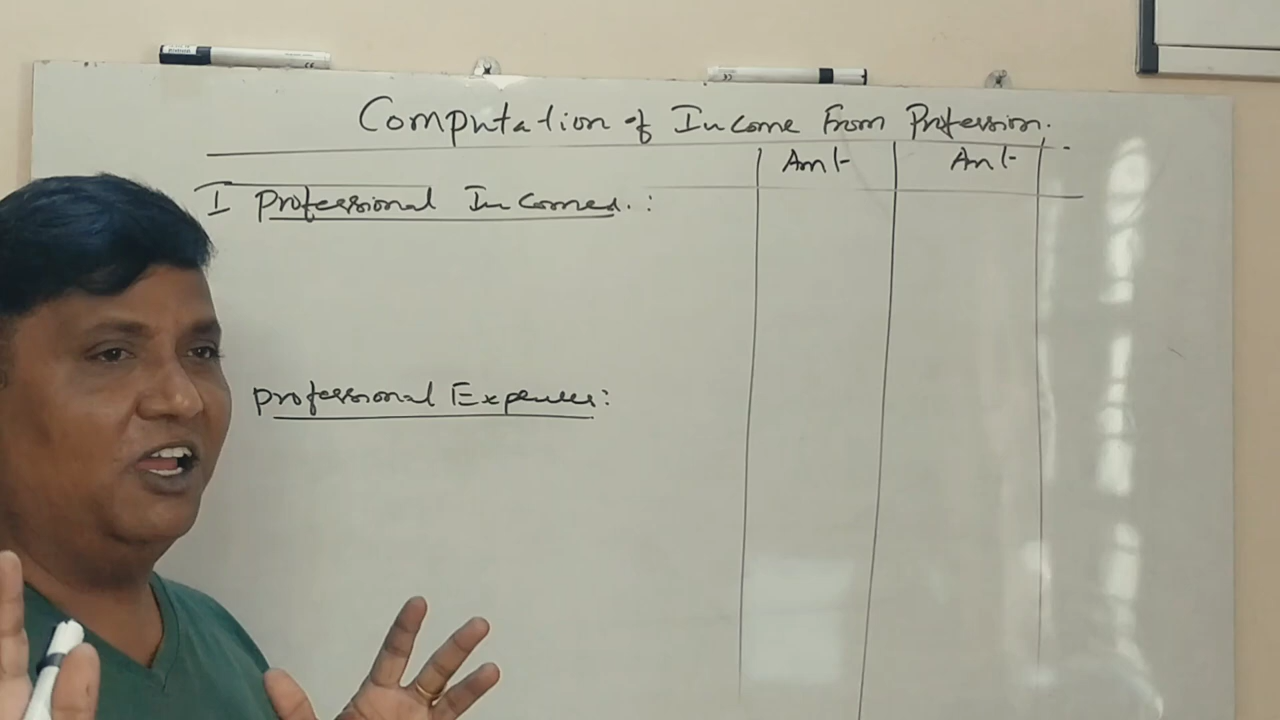 Computation of Income From Profession.
Amt Amt
I Professional Incomes. :
Professional Expenses: